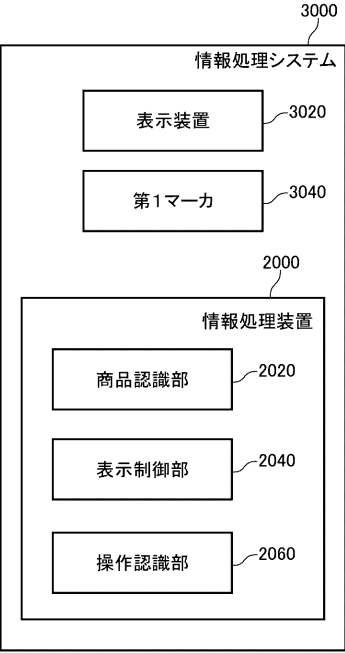 3000
情報処理システム
表示装置
3020
第1マーカ
3040
2000
情報処理装置
商品認識部
2020
表示制御部
2040
操作認識部
2060